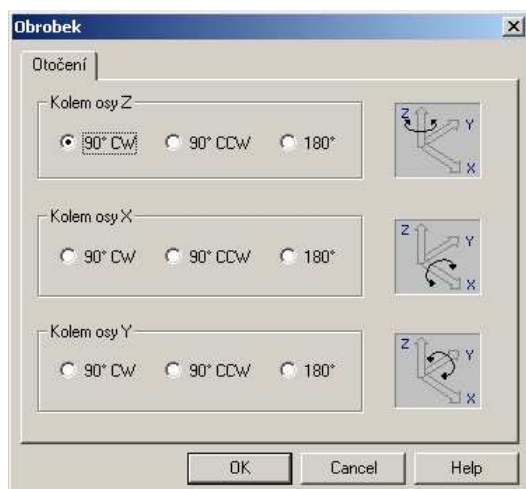 Obrobek
Otočení
Kolem osy Z
90° CW 90° CCW 180°
Z Y X
Kolem osy X
90° CW 90° CCW 180°
Z Y X
Kolem osy Y
90° CW 90° CCW 180°
Z Y X
OK Cancel Help